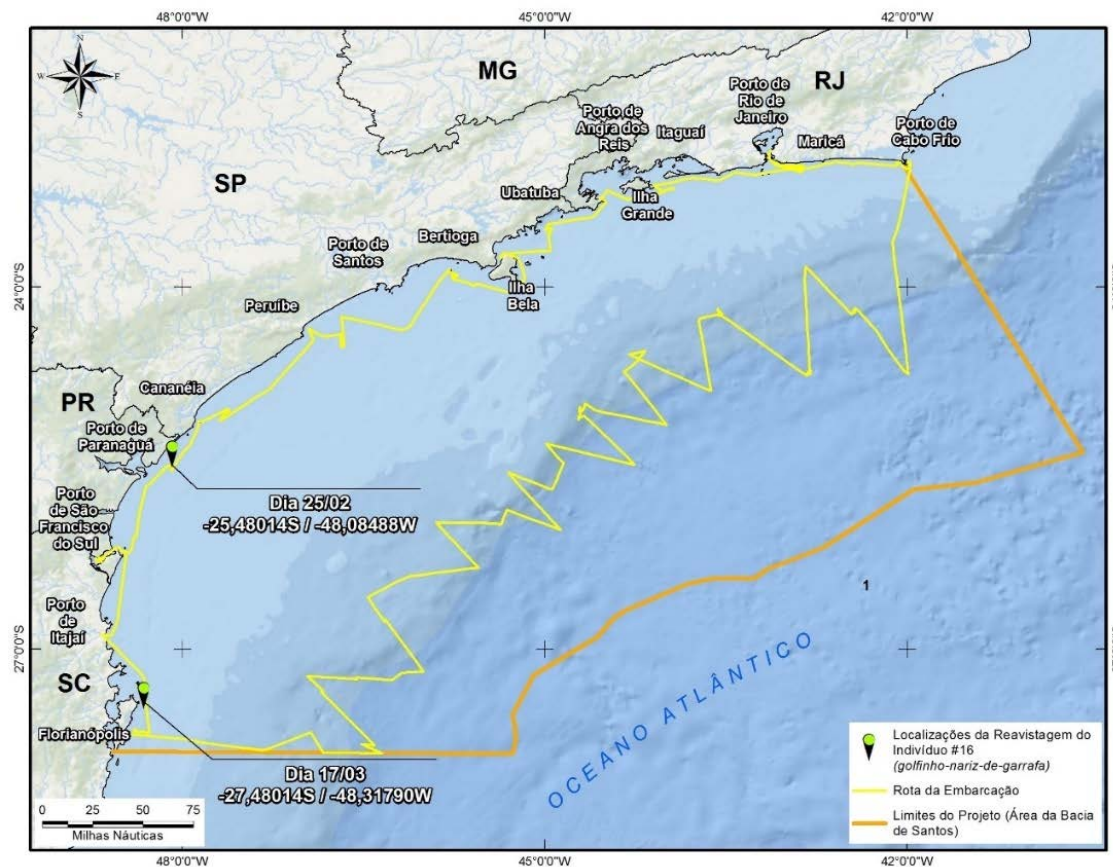 48°0'0"W
45°0'0"W
42°0'0"W
N
W
E
S
MG
RJ
SP
PR
SC
Porto de
Rio de
Janeiro
Porto de
Angra dos
Reis
Itaguaí
Maricá
Porto de
Cabo Frio
Ubatuba
Ilha
Grande
Bertioga
Porto de
Santos
Ilha
Bela
Peruíbe
24°0'0"S
Cananéia
Porto de
Paranaguá
Dia 25/02
-25,48014S / -48,08488W
Porto
de São
Francisco
do Sul
Porto
de
Itajaí
27°0'0"S
1
Florianópolis
Dia 17/03
-27,48014S / -48,31790W
OCEANO ATLÂNTICO
0 25 50 75
Milhas Náuticas
Localizações da Reavistagem do
Indivíduo #16
(golfinho-nariz-de-garrafa)
Rota da Embarcação
Limites do Projeto (Área da Bacia
de Santos)
48°0'0"W
45°0'0"W
42°0'0"W